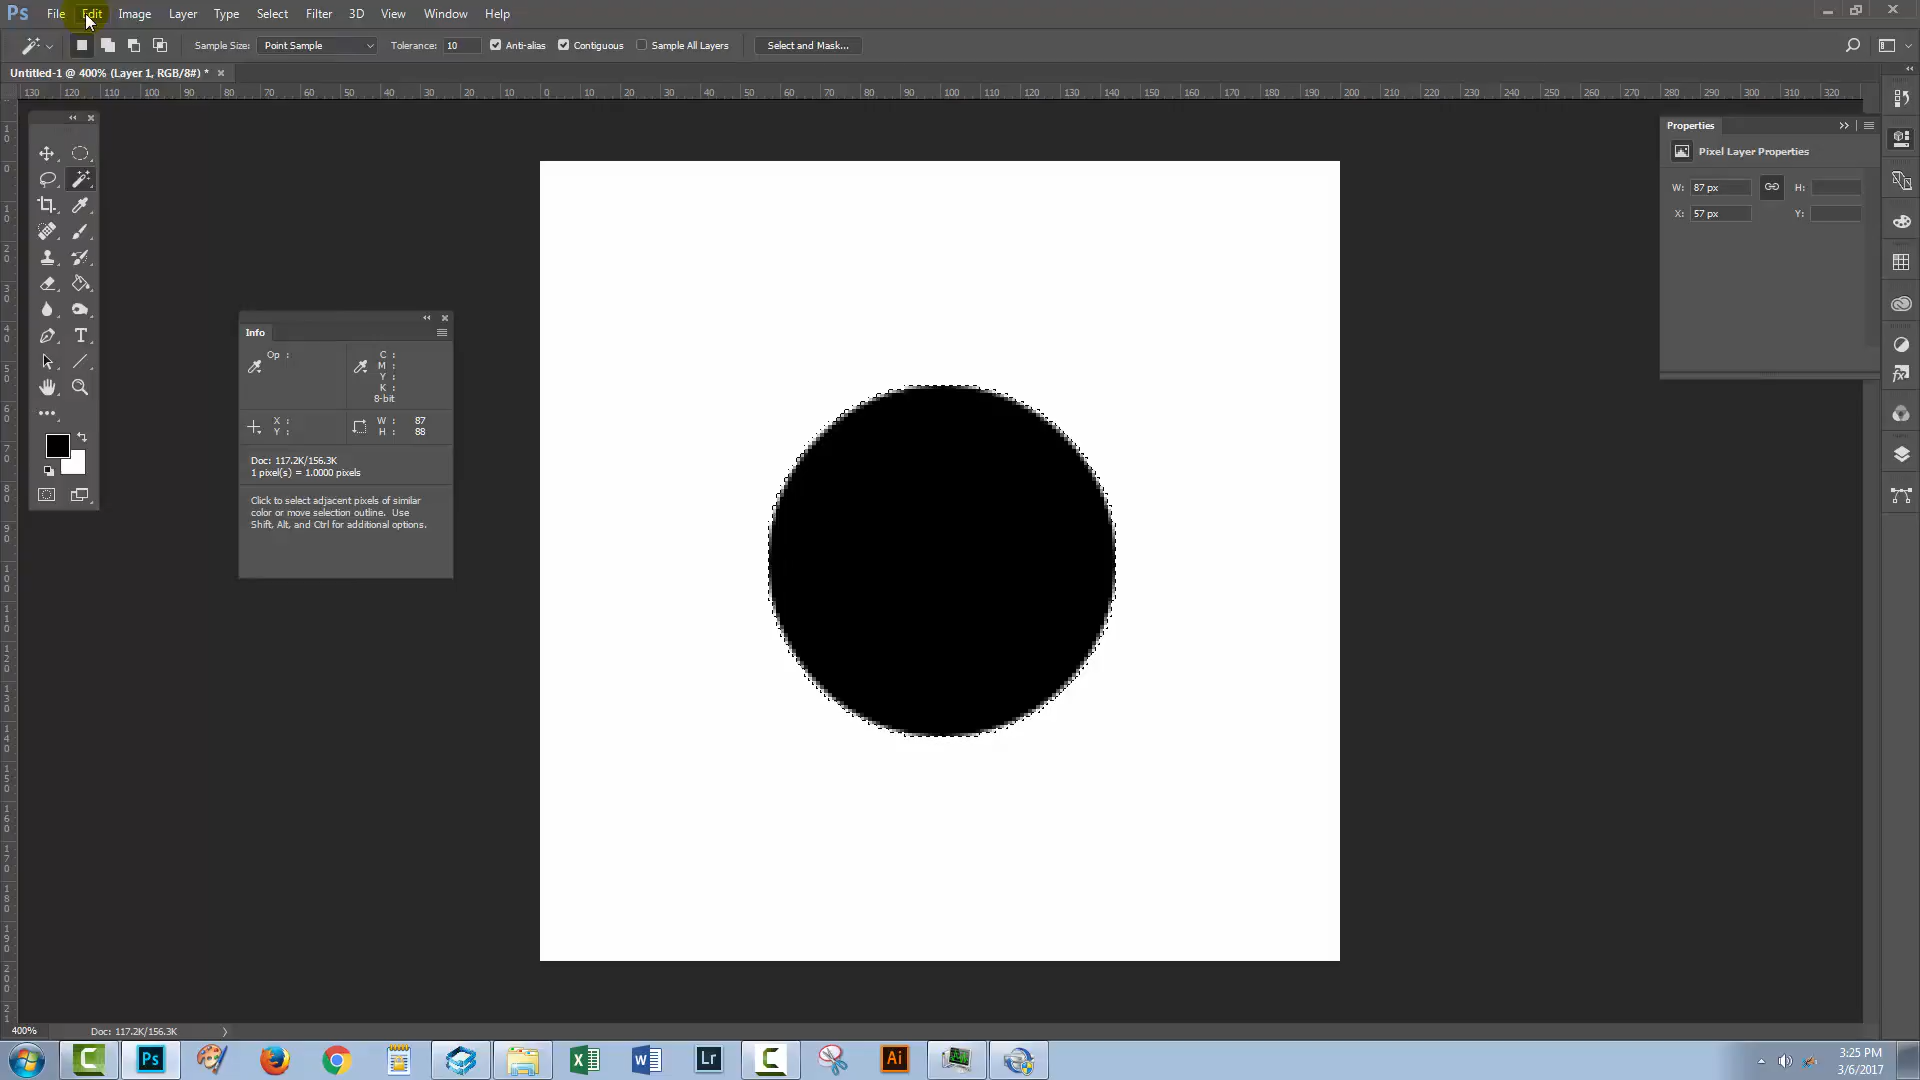 Ps File Edit Image Layer Type Select Filter 3D View Window Help
Sample Size: Point Sample Tolerance: 10 Anti-alias Contiguous Sample All Layers Select and Mask...
Untitled-1 @ 400% (Layer 1, RGB/8#) * ×
130 120 110 100 90 80 70 60 50 40 30 20 10 0 10 20 30 40 50 60 70 80 90 100 110 120 130 140 150 160 170 180 190 200 210 220 230 240 250 260 270 280 290 300 310 320
Properties
Pixel Layer Properties
W: 87 px H:
X: 57 px Y:
Info
Op :
C :
M :
Y :
K :
8-bit
X :
Y :
W : 87
H : 88
Doc: 117.2K/156.3K
1 pixel(s) = 1.0000 pixels
Click to select adjacent pixels of similar
color or move selection outline. Use
Shift, Alt, and Ctrl for additional options.
T
fx
400% Doc: 117.2K/156.3K
Ps Lr C Ai
3:25 PM
3/6/2017